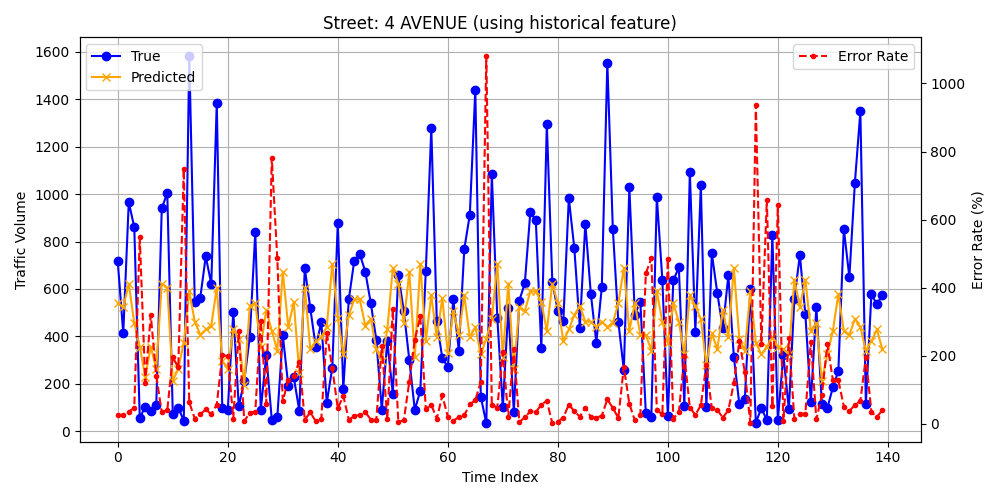 Street: 4 AVENUE (using historical feature)
True
Predicted
Error Rate
Traffic Volume
1600
1400
1200
1000
800
600
400
200
0
1000
800
600
400
200
0
Error Rate (%)
0 20 40 60 80 100 120 140
Time Index